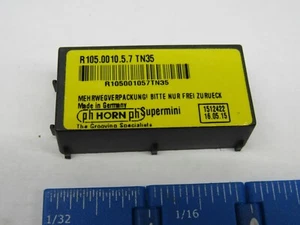 R105.0010.5.7 TN35
R105001057TN35
MEHRWEGVERPACKUNG! BITTE NUR FREI ZURUECK
Made in Germany
ph HORN ph Supermini
The Grooving Specialists
1512422
18.05.15
1/32
1/16